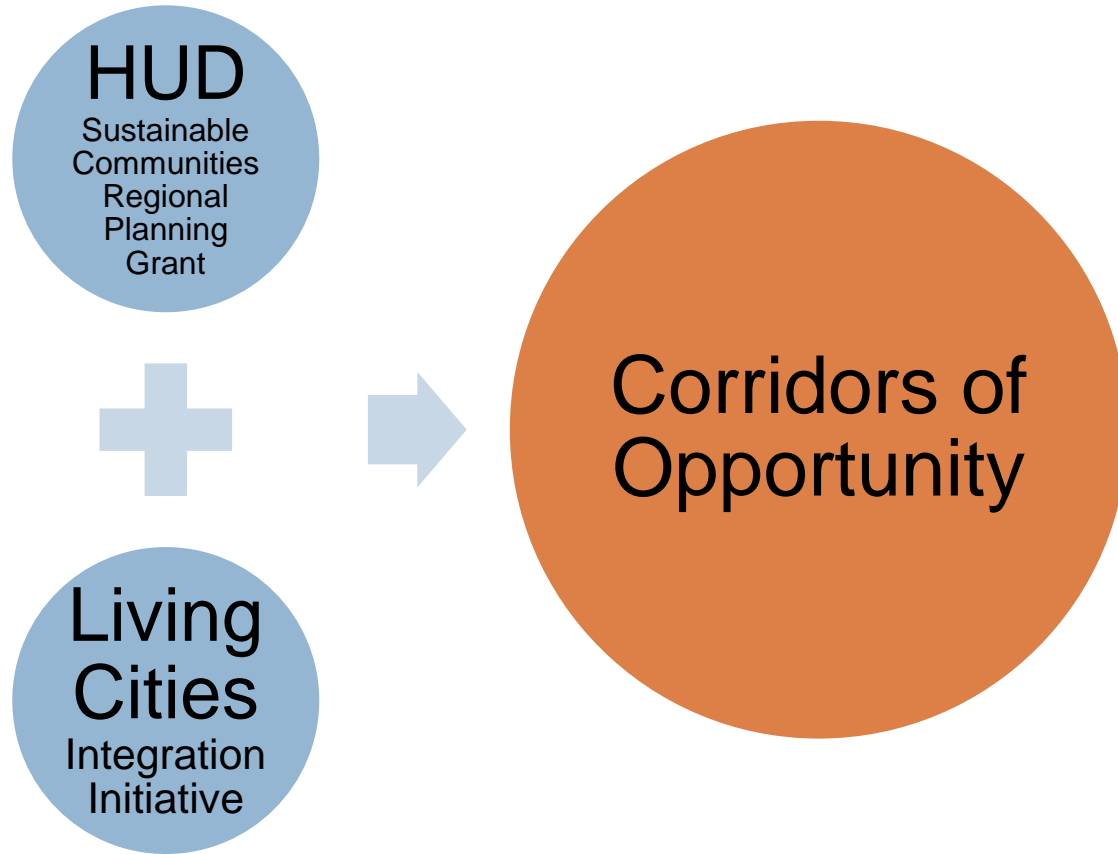 HUD
Sustainable
Communities
Regional
Planning
Grant
Living
Cities
Integration
Initiative
Corridors of
Opportunity